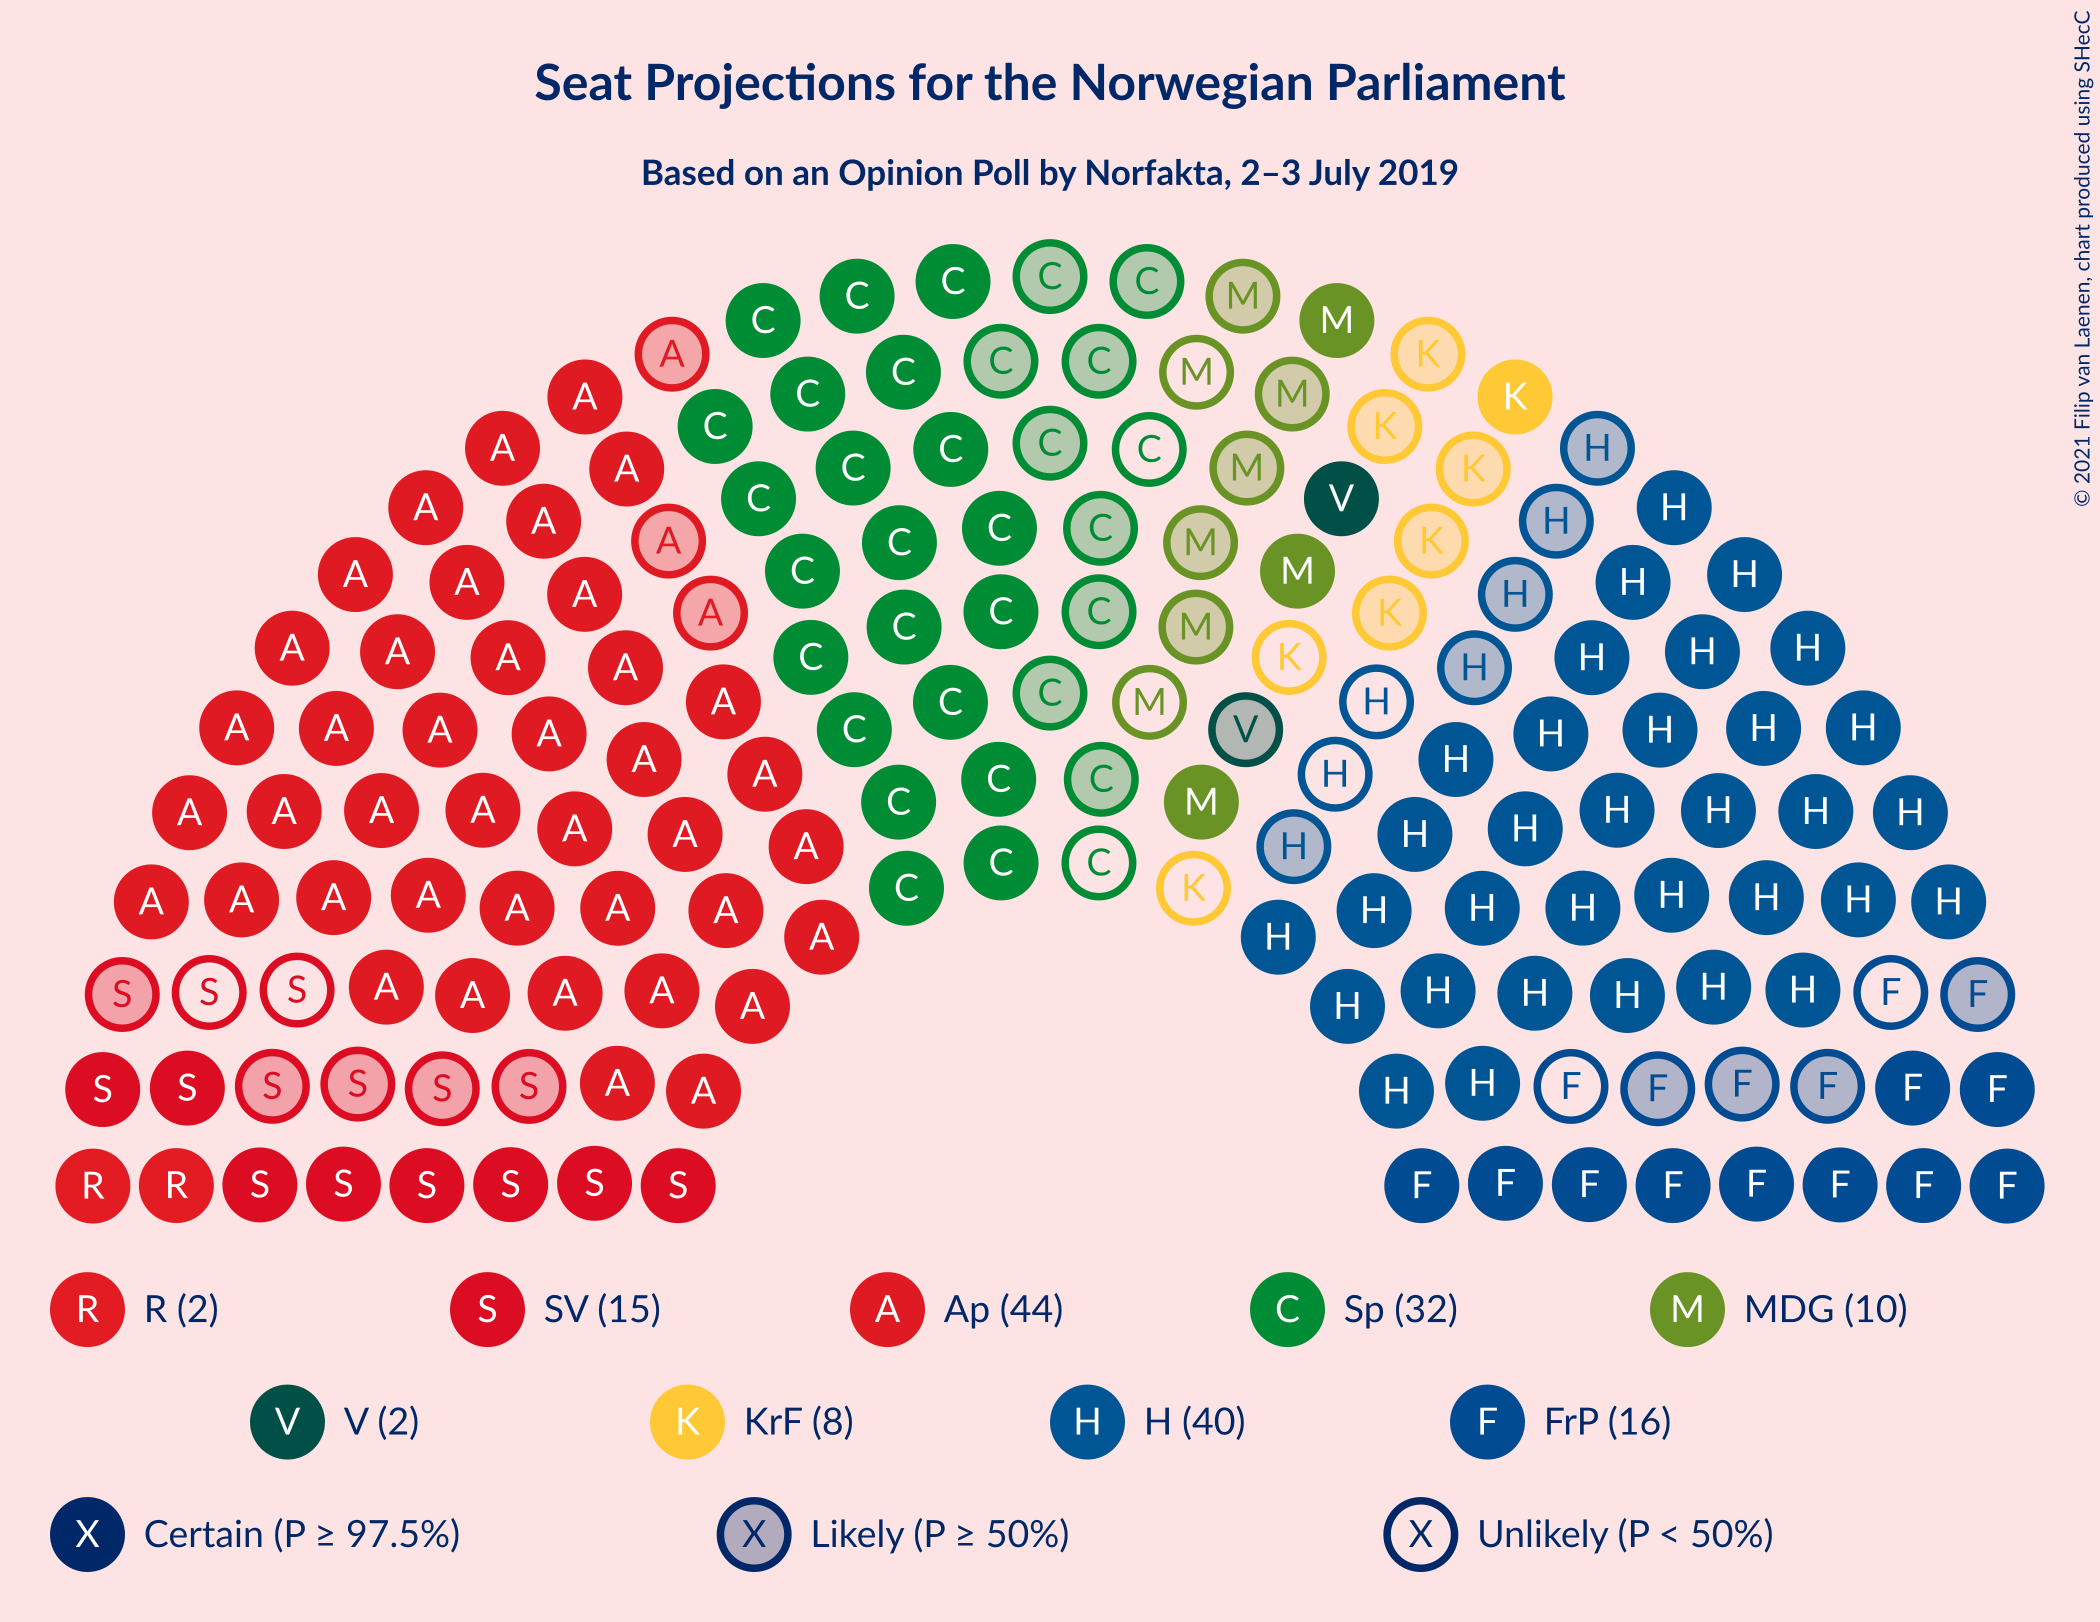 Seat Projections for the Norwegian Parliament
Based on an Opinion Poll by Norfakta, 2–3 July 2019
© 2021 Filip van Laenen, chart produced using SHecC
C C C C C M M
A C C C C C M M K K
A A C C C C C M V K K H
A A A C C C C M M K H H
A A A A C C C C M K K H H H
A A A A A C C C M V H H H H H
A A A A A A C C C M H H H H H H
A A A A A A A C C C K H H H H H H H
A A A A A A A A H H H H H H H H
S S S A A A A A H H H H H H F F
S S S S S S A A H H F F F F F F
R R S S S S S S F F F F F F F F
R R (2) S SV (15) A Ap (44) C Sp (32) M MDG (10)
V V (2) K KrF (8) H H (40) F FrP (16)
X Certain (P ≥ 97.5%) X Likely (P ≥ 50%) X Unlikely (P < 50%)